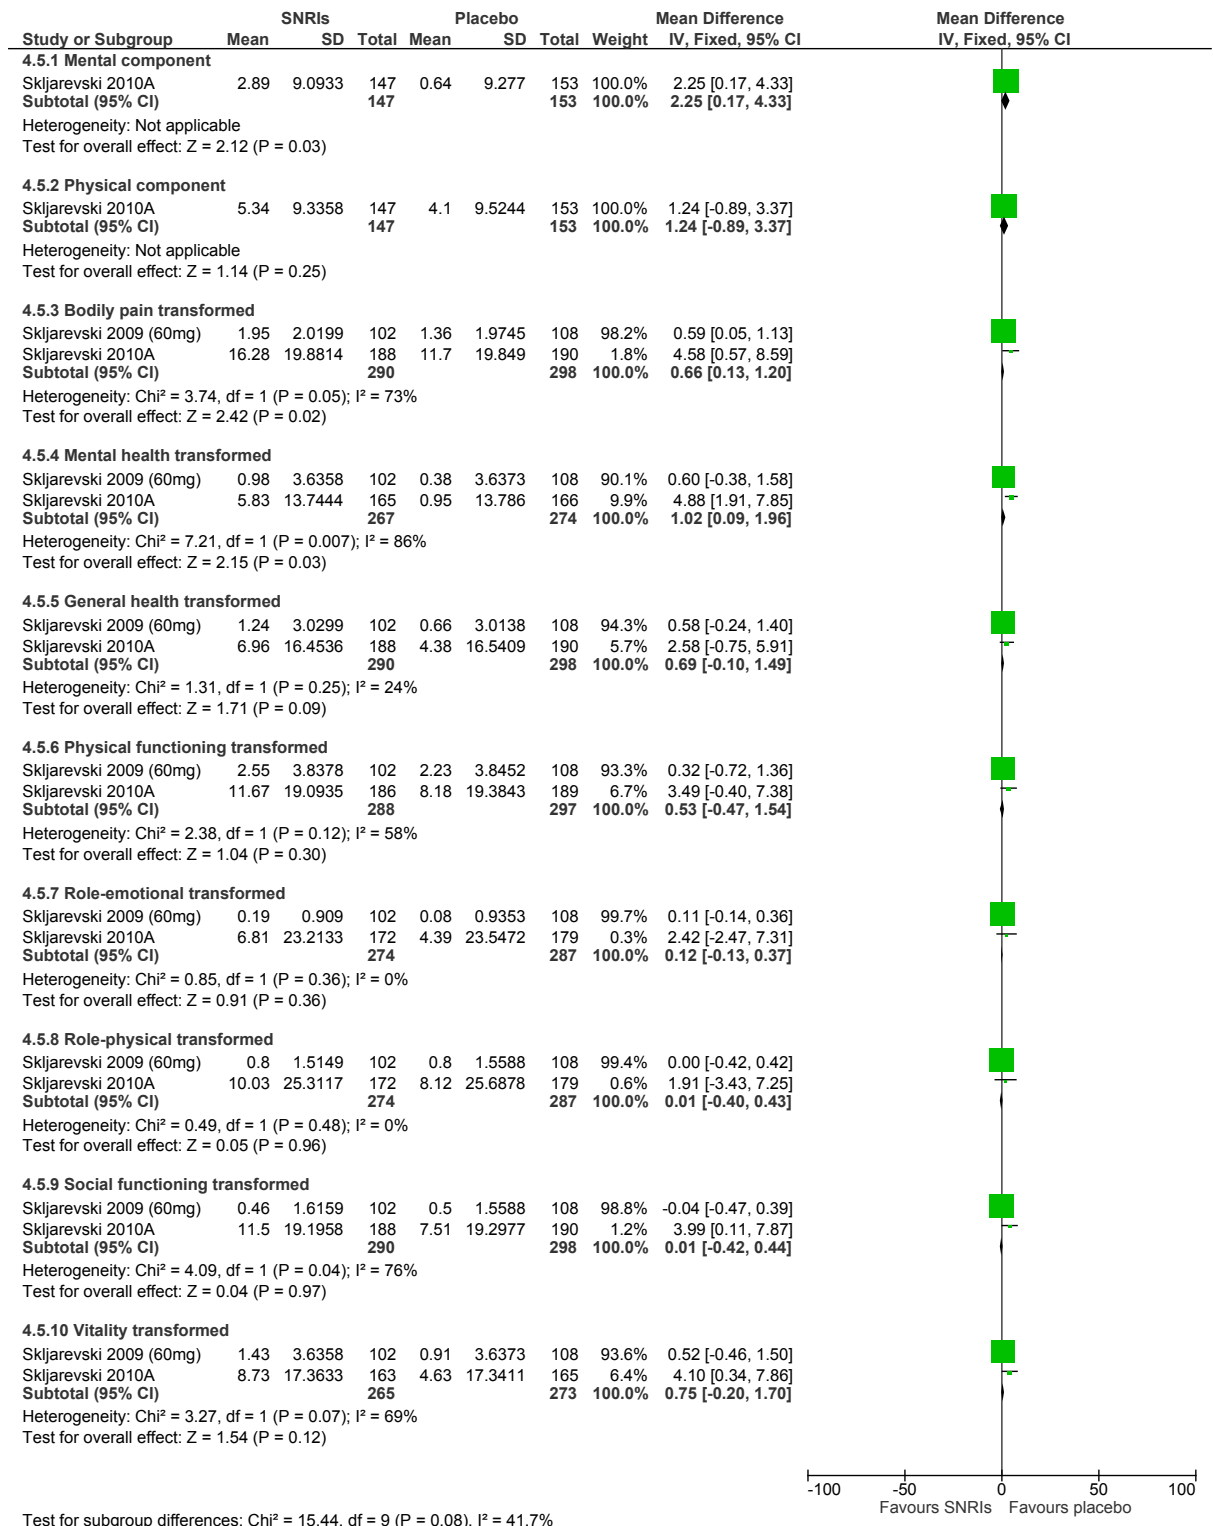 SNRIs Placebo Mean Difference Mean Difference
Study or Subgroup Mean SD Total Mean SD Total Weight IV, Fixed, 95% CI IV, Fixed, 95% CI
4.5.1 Mental component
Skljarevski 2010A 2.89 9.0933 147 0.64 9.277 153 100.0% 2.25 [0.17, 4.33]
Subtotal (95% CI) 147 153 100.0% 2.25 [0.17, 4.33]
Heterogeneity: Not applicable
Test for overall effect: Z = 2.12 (P = 0.03)
4.5.2 Physical component
Skljarevski 2010A 5.34 9.3358 147 4.1 9.5244 153 100.0% 1.24 [-0.89, 3.37]
Subtotal (95% CI) 147 153 100.0% 1.24 [-0.89, 3.37]
Heterogeneity: Not applicable
Test for overall effect: Z = 1.14 (P = 0.25)
4.5.3 Bodily pain transformed
Skljarevski 2009 (60mg) 1.95 2.0199 102 1.36 1.9745 108 98.2% 0.59 [0.05, 1.13]
Skljarevski 2010A 16.28 19.8814 188 11.7 19.849 190 1.8% 4.58 [0.57, 8.59]
Subtotal (95% CI) 290 298 100.0% 0.66 [0.13, 1.20]
Heterogeneity: Chi² = 3.74, df = 1 (P = 0.05); I² = 73%
Test for overall effect: Z = 2.42 (P = 0.02)
4.5.4 Mental health transformed
Skljarevski 2009 (60mg) 0.98 3.6358 102 0.38 3.6373 108 90.1% 0.60 [-0.38, 1.58]
Skljarevski 2010A 5.83 13.7444 165 0.95 13.786 166 9.9% 4.88 [1.91, 7.85]
Subtotal (95% CI) 267 274 100.0% 1.02 [0.09, 1.96]
Heterogeneity: Chi² = 7.21, df = 1 (P = 0.007); I² = 86%
Test for overall effect: Z = 2.15 (P = 0.03)
4.5.5 General health transformed
Skljarevski 2009 (60mg) 1.24 3.0299 102 0.66 3.0138 108 94.3% 0.58 [-0.24, 1.40]
Skljarevski 2010A 6.96 16.4536 188 4.38 16.5409 190 5.7% 2.58 [-0.75, 5.91]
Subtotal (95% CI) 290 298 100.0% 0.69 [-0.10, 1.49]
Heterogeneity: Chi² = 1.31, df = 1 (P = 0.25); I² = 24%
Test for overall effect: Z = 1.71 (P = 0.09)
4.5.6 Physical functioning transformed
Skljarevski 2009 (60mg) 2.55 3.8378 102 2.23 3.8452 108 93.3% 0.32 [-0.72, 1.36]
Skljarevski 2010A 11.67 19.0935 186 8.18 19.3843 189 6.7% 3.49 [-0.40, 7.38]
Subtotal (95% CI) 288 297 100.0% 0.53 [-0.47, 1.54]
Heterogeneity: Chi² = 2.38, df = 1 (P = 0.12); I² = 58%
Test for overall effect: Z = 1.04 (P = 0.30)
4.5.7 Role-emotional transformed
Skljarevski 2009 (60mg) 0.19 0.909 102 0.08 0.9353 108 99.7% 0.11 [-0.14, 0.36]
Skljarevski 2010A 6.81 23.2133 172 4.39 23.5472 179 0.3% 2.42 [-2.47, 7.31]
Subtotal (95% CI) 274 287 100.0% 0.12 [-0.13, 0.37]
Heterogeneity: Chi² = 0.85, df = 1 (P = 0.36); I² = 0%
Test for overall effect: Z = 0.91 (P = 0.36)
4.5.8 Role-physical transformed
Skljarevski 2009 (60mg) 0.8 1.5149 102 0.8 1.5588 108 99.4% 0.00 [-0.42, 0.42]
Skljarevski 2010A 10.03 25.3117 172 8.12 25.6878 179 0.6% 1.91 [-3.43, 7.25]
Subtotal (95% CI) 274 287 100.0% 0.01 [-0.40, 0.43]
Heterogeneity: Chi² = 0.49, df = 1 (P = 0.48); I² = 0%
Test for overall effect: Z = 0.05 (P = 0.96)
4.5.9 Social functioning transformed
Skljarevski 2009 (60mg) 0.46 1.6159 102 0.5 1.5588 108 98.8% -0.04 [-0.47, 0.39]
Skljarevski 2010A 11.5 19.1958 188 7.51 19.2977 190 1.2% 3.99 [0.11, 7.87]
Subtotal (95% CI) 290 298 100.0% 0.01 [-0.42, 0.44]
Heterogeneity: Chi² = 4.09, df = 1 (P = 0.04); I² = 76%
Test for overall effect: Z = 0.04 (P = 0.97)
4.5.10 Vitality transformed
Skljarevski 2009 (60mg) 1.43 3.6358 102 0.91 3.6373 108 93.6% 0.52 [-0.46, 1.50]
Skljarevski 2010A 8.73 17.3633 163 4.63 17.3411 165 6.4% 4.10 [0.34, 7.86]
Subtotal (95% CI) 265 273 100.0% 0.75 [-0.20, 1.70]
Heterogeneity: Chi² = 3.27, df = 1 (P = 0.07); I² = 69%
Test for overall effect: Z = 1.54 (P = 0.12)
-100 -50 0 50 100
Favours SNRIs Favours placebo
Test for subgroup differences: Chi² = 15.44, df = 9 (P = 0.08), I² = 41.7%